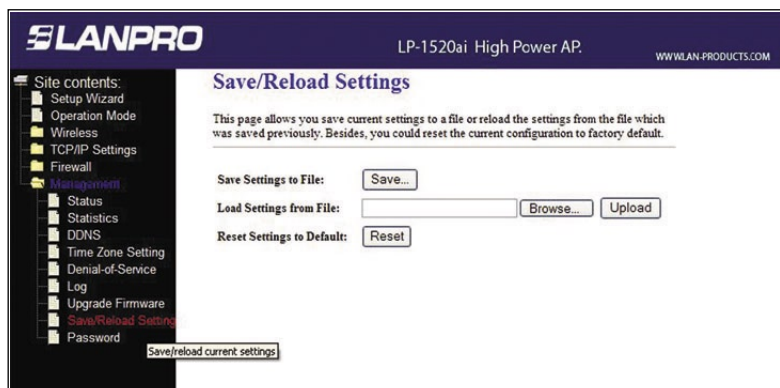 LANPRO
LP-1520ai High Power AP.
WWW.LAN-PRODUCTS.COM
Site contents:
Setup Wizard
Operation Mode
Wireless
TCP/IP Settings
Firewall
Management
Status
Statistics
DDNS
Time Zone Setting
Denial-of-Service
Log
Upgrade Firmware
Save/Reload Setting
Password
Save/reload current settings
Save/Reload Settings
This page allows you save current settings to a file or reload the settings from the file which
was saved previously. Besides, you could reset the current configuration to factory default.
Save Settings to File: Save...
Load Settings from File: Browse... Upload
Reset Settings to Default: Reset